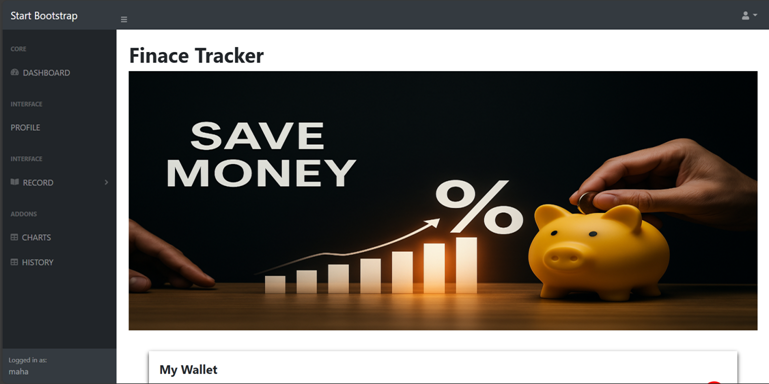 Start Bootstrap
CORE
DASHBOARD
INTERFACE
PROFILE
INTERFACE
RECORD
ADDONS
CHARTS
HISTORY
Logged in as:
maha
Finace Tracker
SAVE
MONEY
%
My Wallet